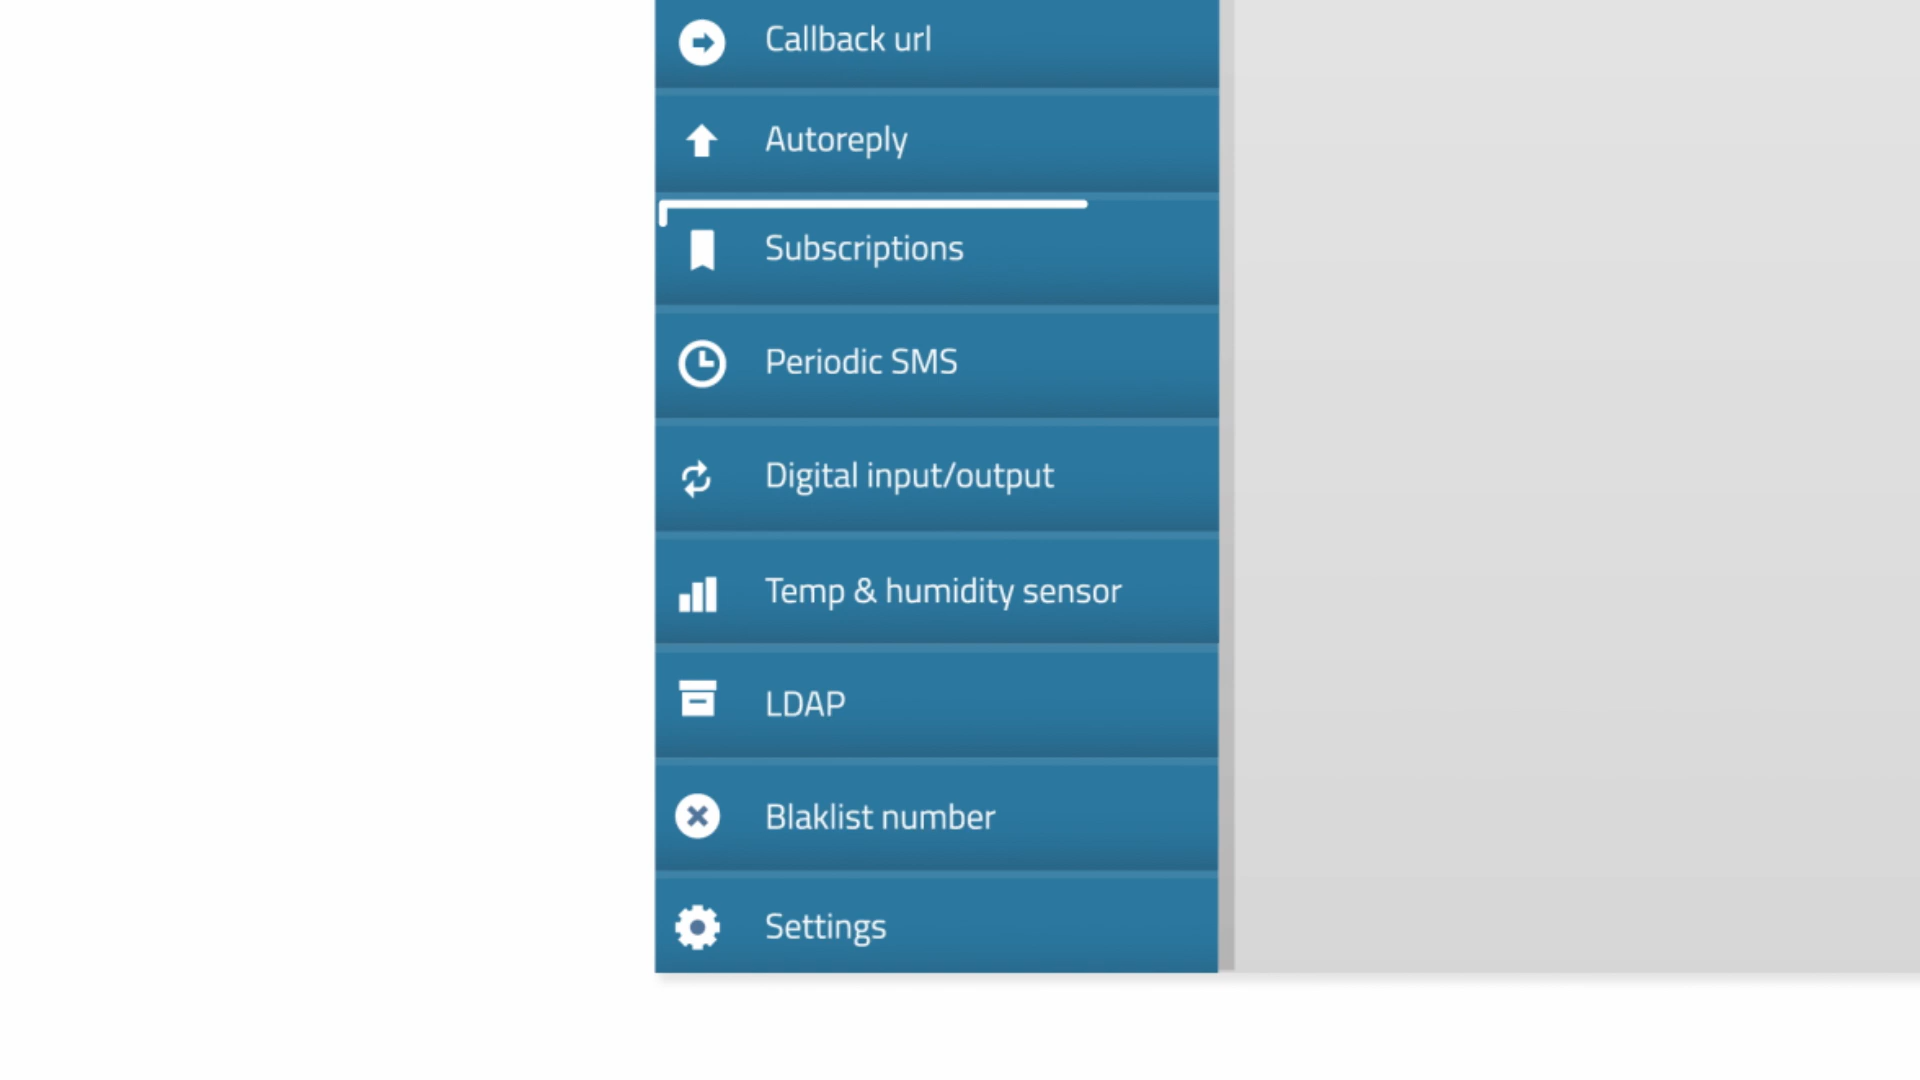 Callback url
Autoreply
Subscriptions
Periodic SMS
Digital input/output
Temp & humidity sensor
LDAP
Blaklist number
Settings